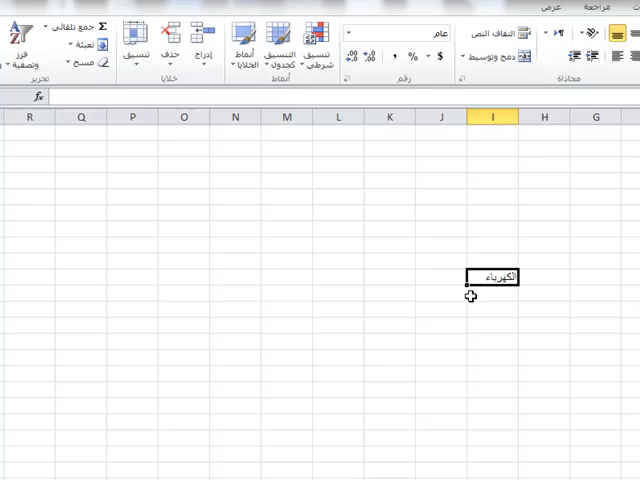 مراجعة عرض
التفاف النص عام جمع تلقائي
تعبئة
دمج وتوسيط $ % , مسح
تنسيق شرطي التنسيق كجدول أنماط الخلايا إدراج حذف تنسيق فرز وتصفية
محاذاة رقم أنماط خلايا تحرير
fx
R Q P O N M L K J I H G
الكهرباء